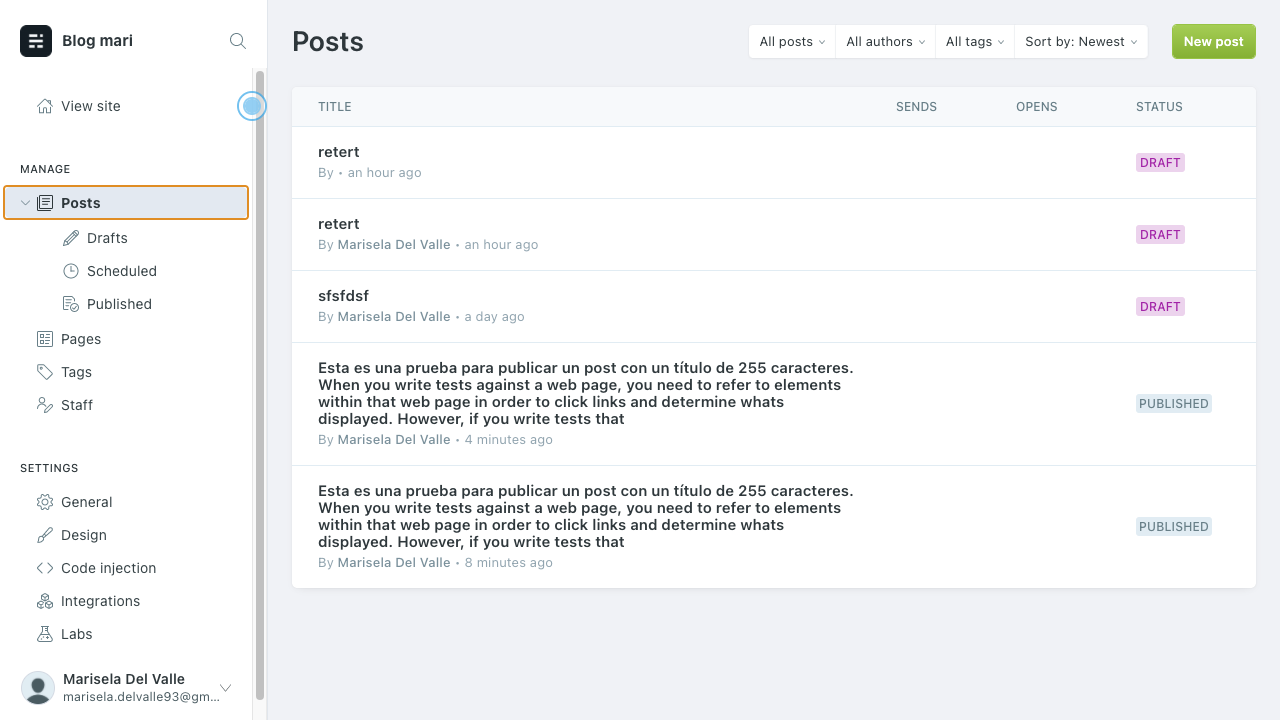 Blog mari
View site
MANAGE
Posts
Drafts
Scheduled
Published
Pages
Tags
Staff
SETTINGS
General
Design
Code injection
Integrations
Labs
Marisela Del Valle
marisela.delvalle93@gm...
Posts
All posts
All authors
All tags
Sort by: Newest
New post
TITLE SENDS OPENS STATUS
retert
By • an hour ago
DRAFT
retert
By Marisela Del Valle • an hour ago
DRAFT
sfsfdsf
By Marisela Del Valle • a day ago
DRAFT
Esta es una prueba para publicar un post con un título de 255 caracteres.
When you write tests against a web page, you need to refer to elements
within that web page in order to click links and determine whats
displayed. However, if you write tests that
By Marisela Del Valle • 4 minutes ago
PUBLISHED
Esta es una prueba para publicar un post con un título de 255 caracteres.
When you write tests against a web page, you need to refer to elements
within that web page in order to click links and determine whats
displayed. However, if you write tests that
By Marisela Del Valle • 8 minutes ago
PUBLISHED